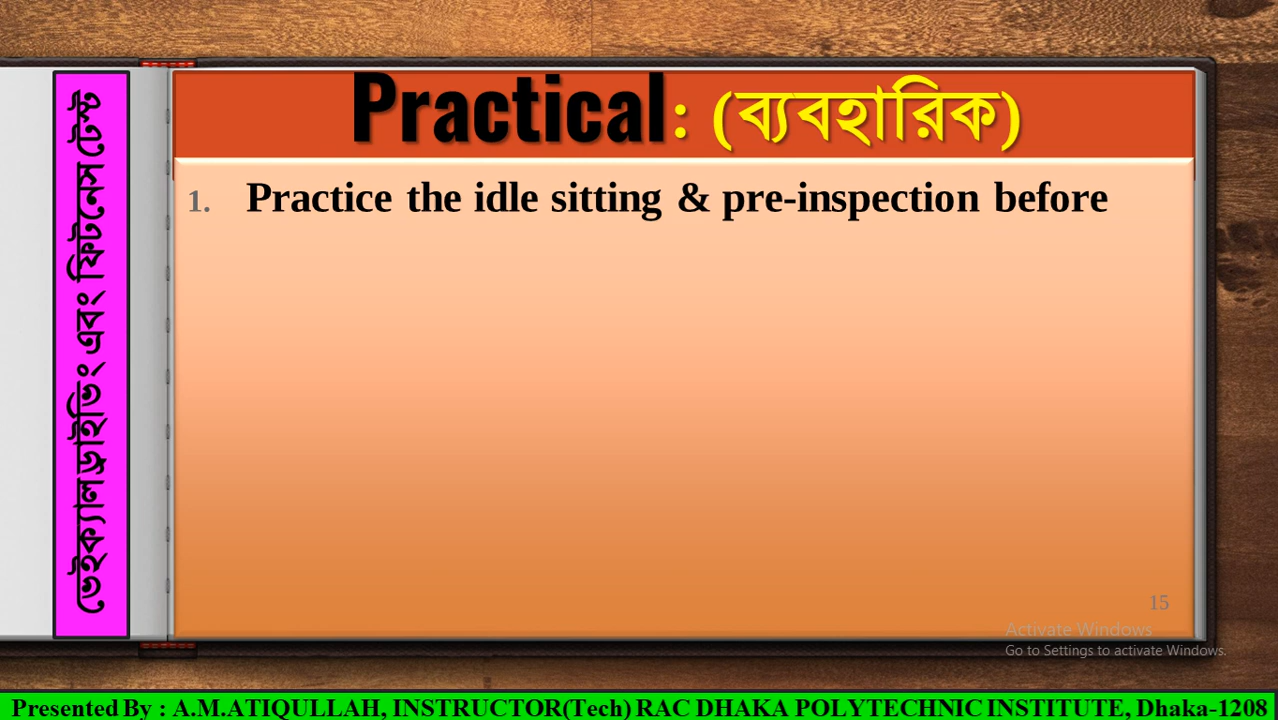 Practical: (ব্যবহারিক)
ভেইক্যাল ড্রাইভিং এবং ফিটনেস টেস্ট
1. Practice the idle sitting & pre-inspection before
15
Activate Windows
Go to Settings to activate Windows.
Presented By : A.M.ATIQULLAH, INSTRUCTOR(Tech) RAC DHAKA POLYTECHNIC INSTITUTE, Dhaka-1208